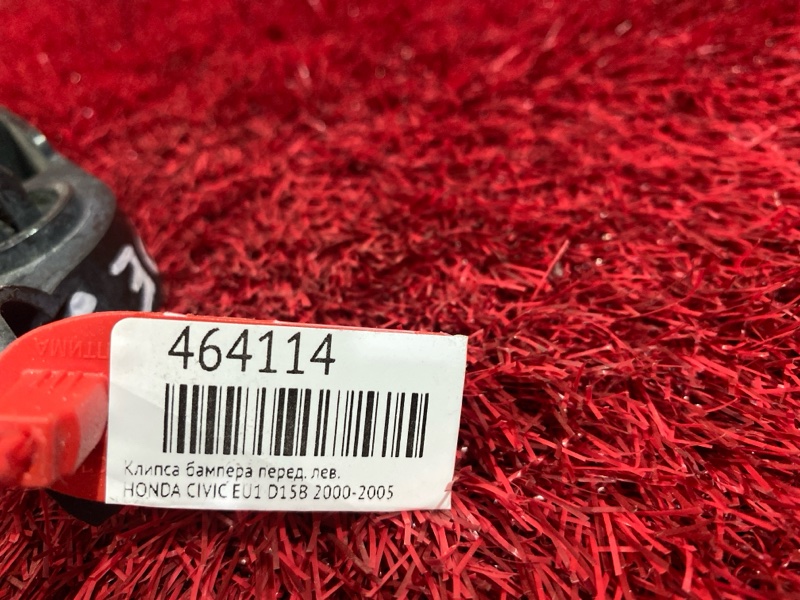 464114
Клипса бампера перед. лев.
HONDA CIVIC EU1 D15B 2000-2005